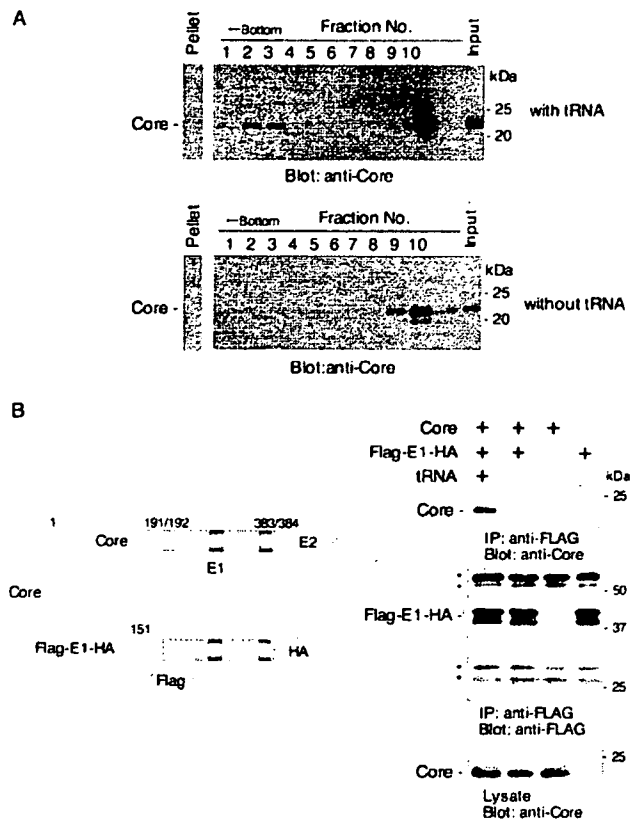 A
Pellet
←Bottom Fraction No. Input
1 2 3 4 5 6 7 8 9 10
kDa
Core -
- 25
- 20
with tRNA
Blot: anti-Core
Pellet
←Bottom Fraction No. Input
1 2 3 4 5 6 7 8 9 10
kDa
Core -
- 25
- 20
without tRNA
Blot:anti-Core
B
1 191/192 383/384
Core E2
E1
Core
151
Flag-E1-HA HA
Flag
Core + + +
Flag-E1-HA + + +
tRNA +
kDa
- 25
Core -
IP: anti-FLAG
Blot: anti-Core
- 50
Flag-E1-HA -
- 37
- 25
IP: anti-FLAG
Blot: anti-FLAG
- 25
Core -
Lysate
Blot: anti-Core